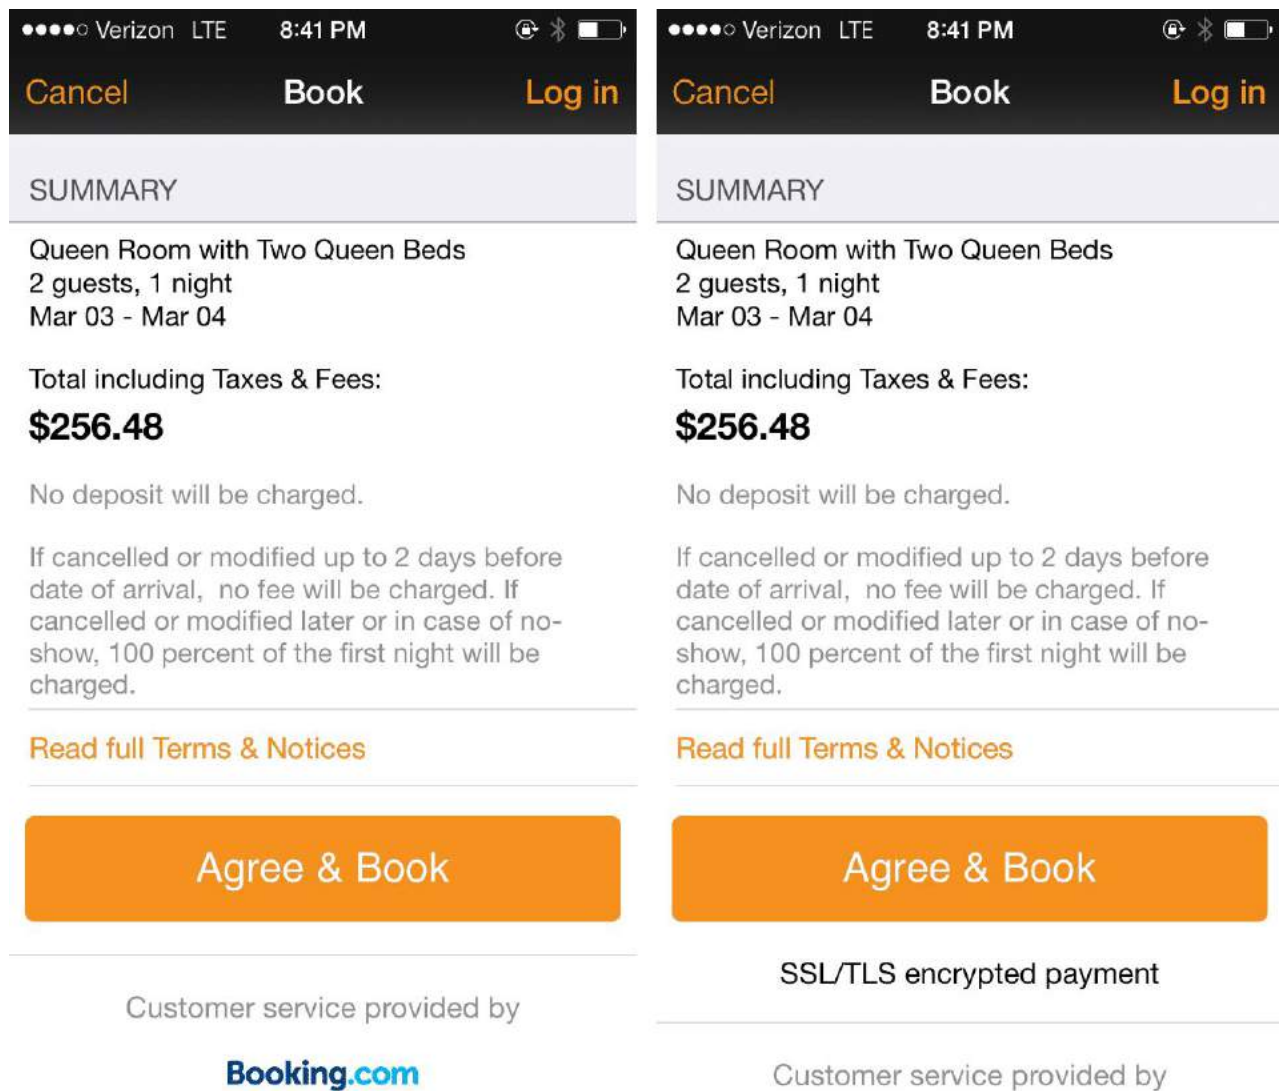 Verizon LTE 8:41 PM
Cancel Book Log in
SUMMARY
Queen Room with Two Queen Beds
2 guests, 1 night
Mar 03 - Mar 04
Total including Taxes & Fees:
$256.48
No deposit will be charged.
If cancelled or modified up to 2 days before
date of arrival, no fee will be charged. If
cancelled or modified later or in case of no-
show, 100 percent of the first night will be
charged.
Read full Terms & Notices
Agree & Book
Customer service provided by
Booking.com
Verizon LTE 8:41 PM
Cancel Book Log in
SUMMARY
Queen Room with Two Queen Beds
2 guests, 1 night
Mar 03 - Mar 04
Total including Taxes & Fees:
$256.48
No deposit will be charged.
If cancelled or modified up to 2 days before
date of arrival, no fee will be charged. If
cancelled or modified later or in case of no-
show, 100 percent of the first night will be
charged.
Read full Terms & Notices
Agree & Book
SSL/TLS encrypted payment
Customer service provided by